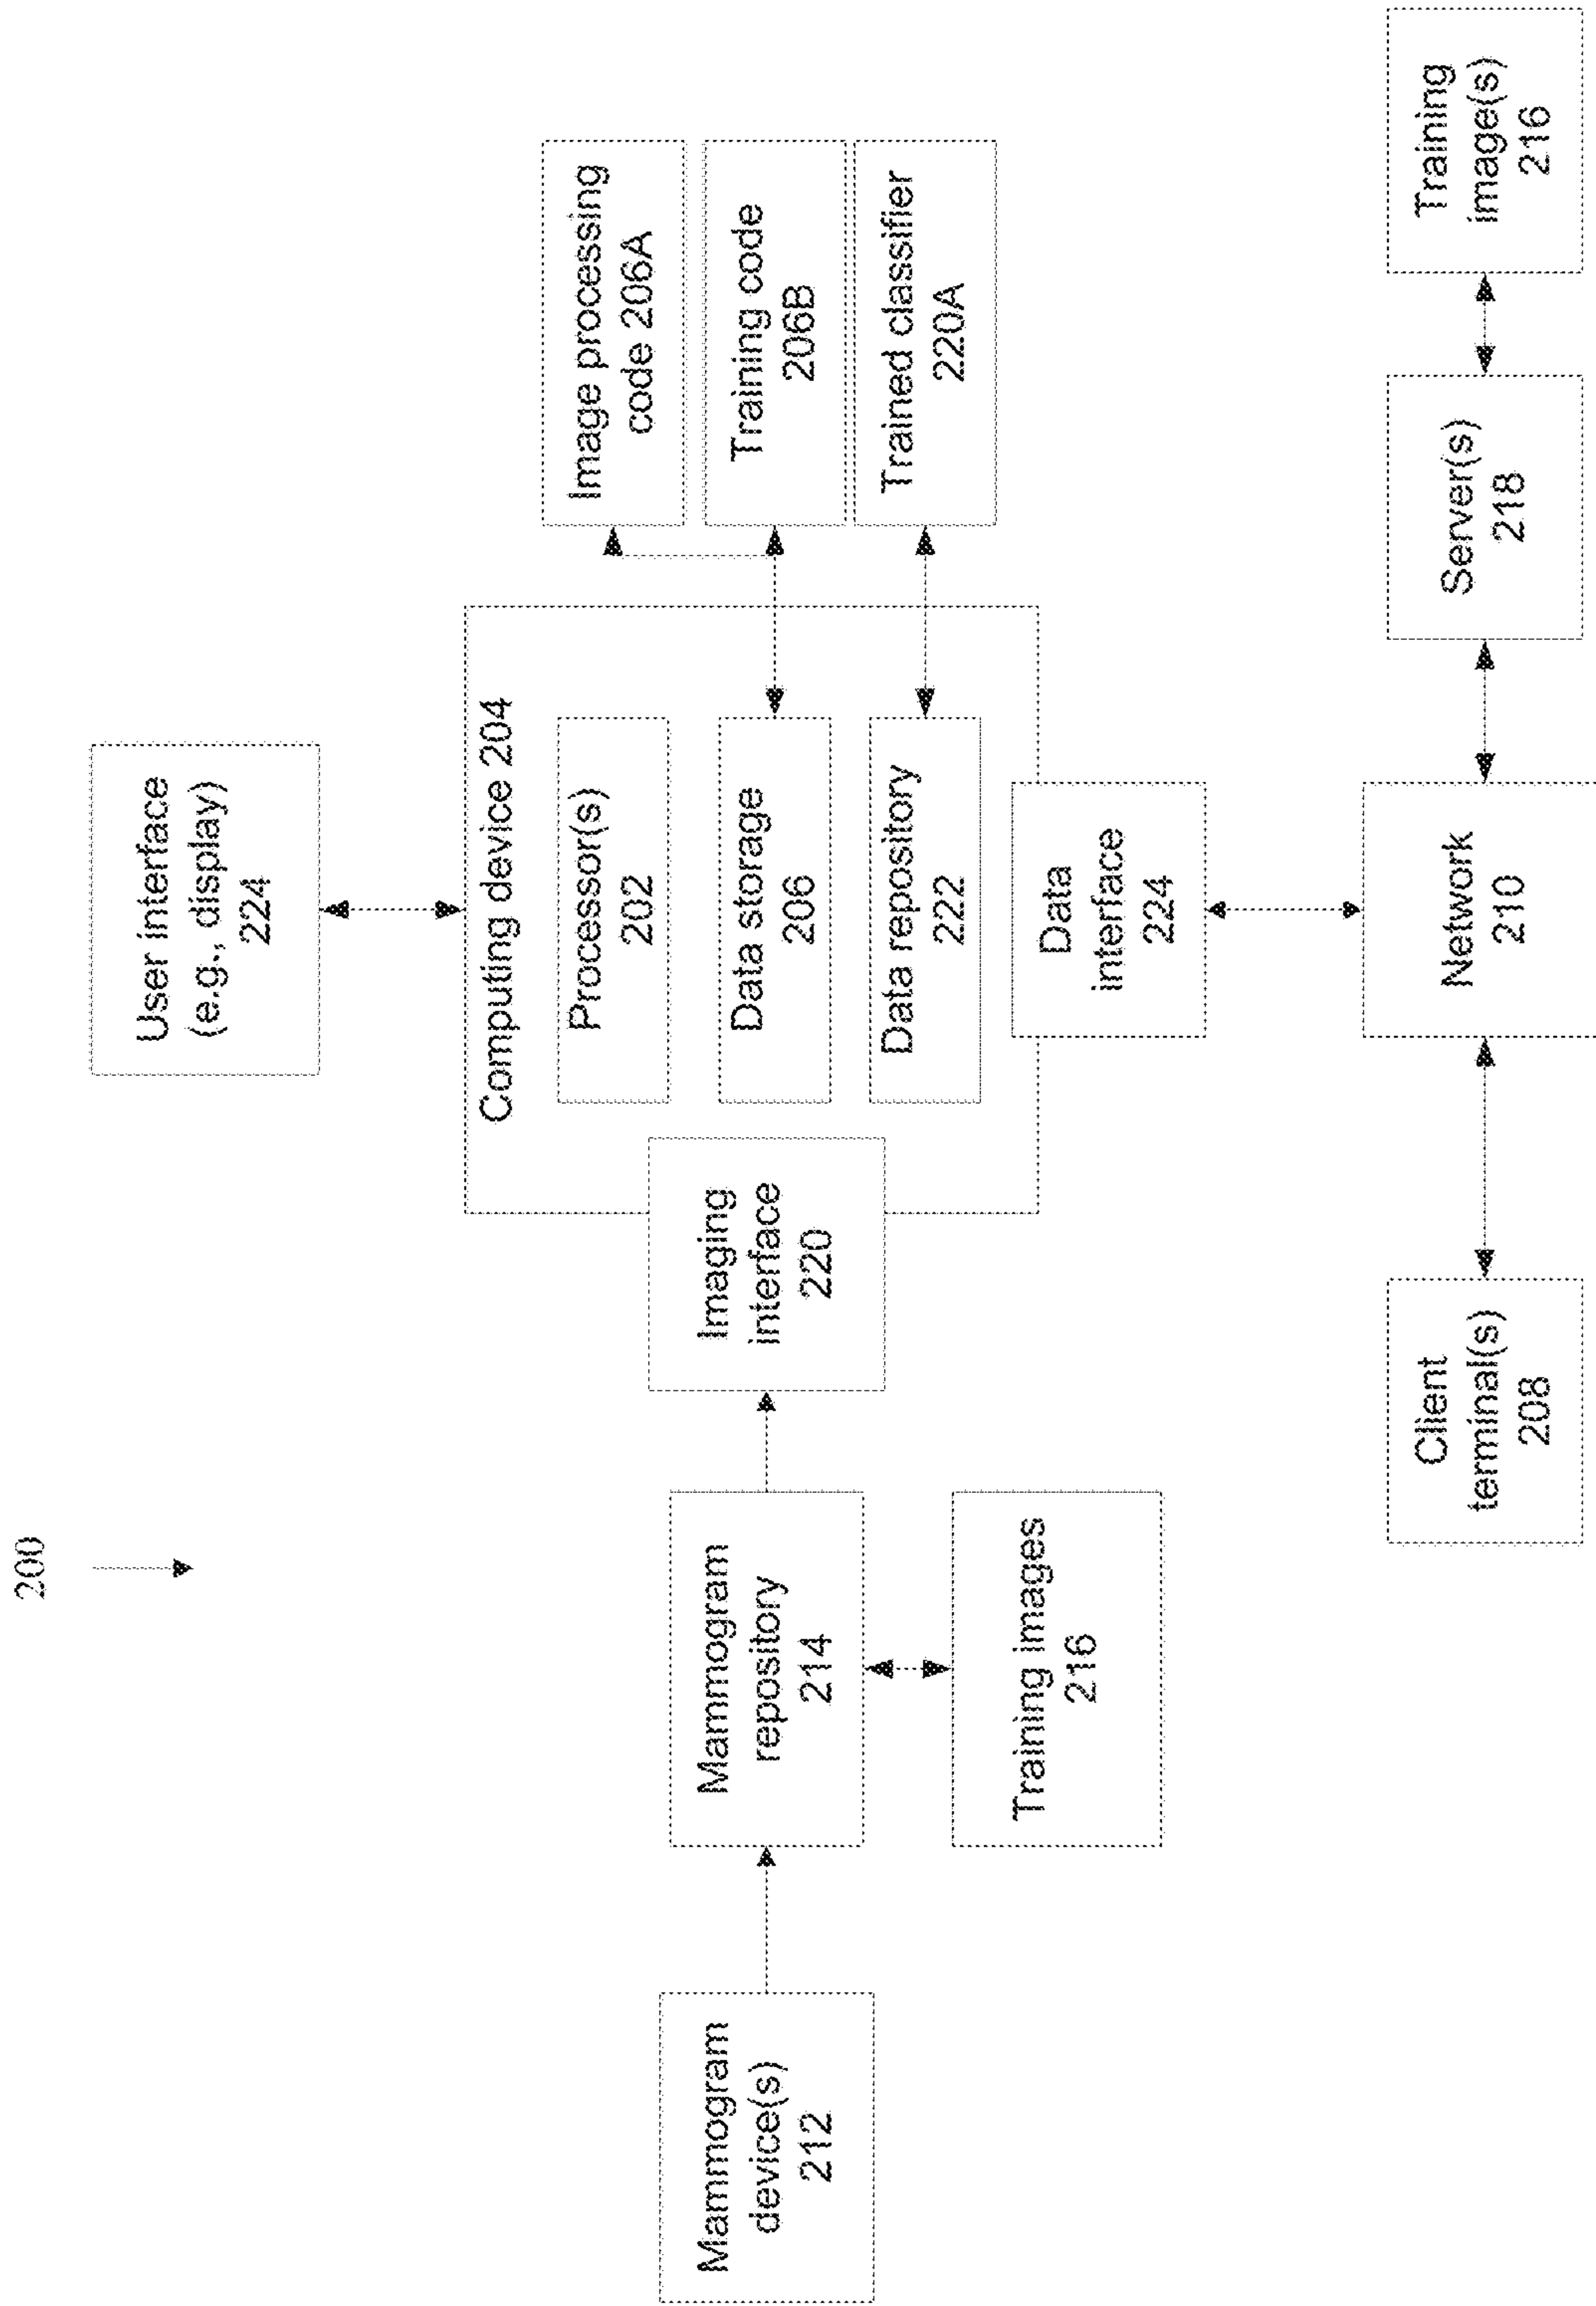 200
User interface
(e.g., display)
224
Computing device 204
Processor(s)
202
Data storage
206
Data repository
222
Image processing
code 206A
Training code
206B
Trained classifier
220A
Imaging
interface
220
Mammogram
repository
214
Mammogram
device(s)
212
Training images
216
Data
interface
224
Client
terminal(s)
208
Network
210
Server(s)
218
Training
image(s)
216